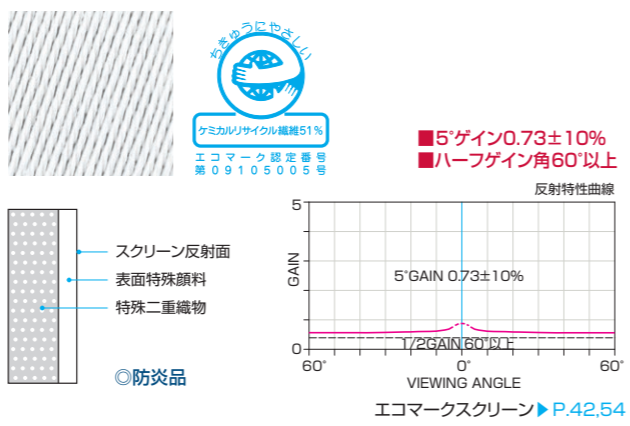 ちきゅうにやさしい
ケミカルリサイクル繊維51%
エコマーク認定番号
第09105005号
■5°ゲイン0.73±10%
■ハーフゲイン角60°以上
反射特性曲線
スクリーン反射面
表面特殊顔料
特殊二重織物
◎防炎品
5
GAIN
5°GAIN 0.73±10%
1/2GAIN 60°以上
0
60° 0° 60°
VIEWING ANGLE
エコマークスクリーン▶P.42,54